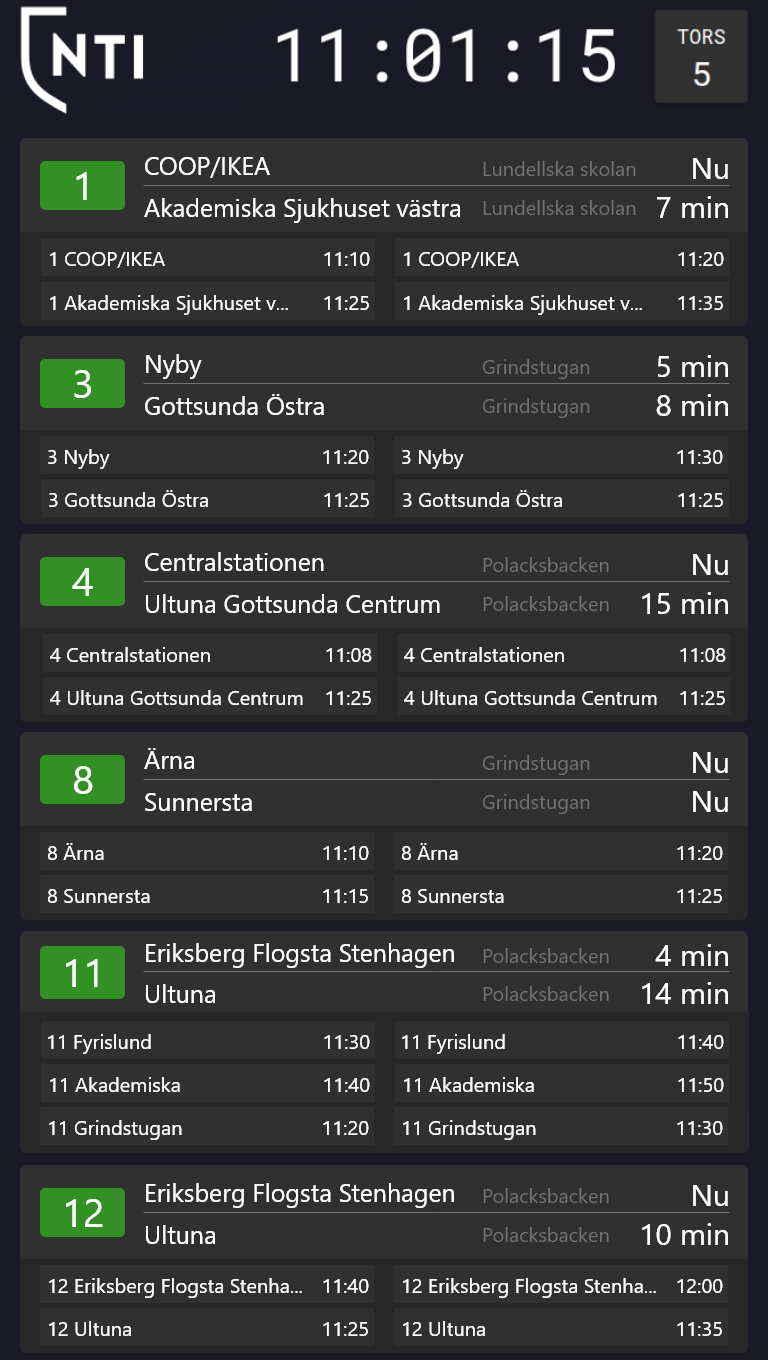 NTI 11:01:15 TORS
5
1 COOP/IKEA Lundellska skolan Nu
Akademiska Sjukhuset västra Lundellska skolan 7 min
1 COOP/IKEA 11:10 1 COOP/IKEA 11:20
1 Akademiska Sjukhuset v... 11:25 1 Akademiska Sjukhuset v... 11:35
3 Nyby Grindstugan 5 min
Gottsunda Östra Grindstugan 8 min
3 Nyby 11:20 3 Nyby 11:30
3 Gottsunda Östra 11:25 3 Gottsunda Östra 11:25
4 Centralstationen Polacksbacken Nu
Ultuna Gottsunda Centrum Polacksbacken 15 min
4 Centralstationen 11:08 4 Centralstationen 11:08
4 Ultuna Gottsunda Centrum 11:25 4 Ultuna Gottsunda Centrum 11:25
8 Ärna Grindstugan Nu
Sunnersta Grindstugan Nu
8 Ärna 11:10 8 Ärna 11:20
8 Sunnersta 11:15 8 Sunnersta 11:25
11 Eriksberg Flogsta Stenhagen Polacksbacken 4 min
Ultuna Polacksbacken 14 min
11 Fyrislund 11:30 11 Fyrislund 11:40
11 Akademiska 11:40 11 Akademiska 11:50
11 Grindstugan 11:20 11 Grindstugan 11:30
12 Eriksberg Flogsta Stenhagen Polacksbacken Nu
Ultuna Polacksbacken 10 min
12 Eriksberg Flogsta Stenha... 11:40 12 Eriksberg Flogsta Stenha... 12:00
12 Ultuna 11:25 12 Ultuna 11:35